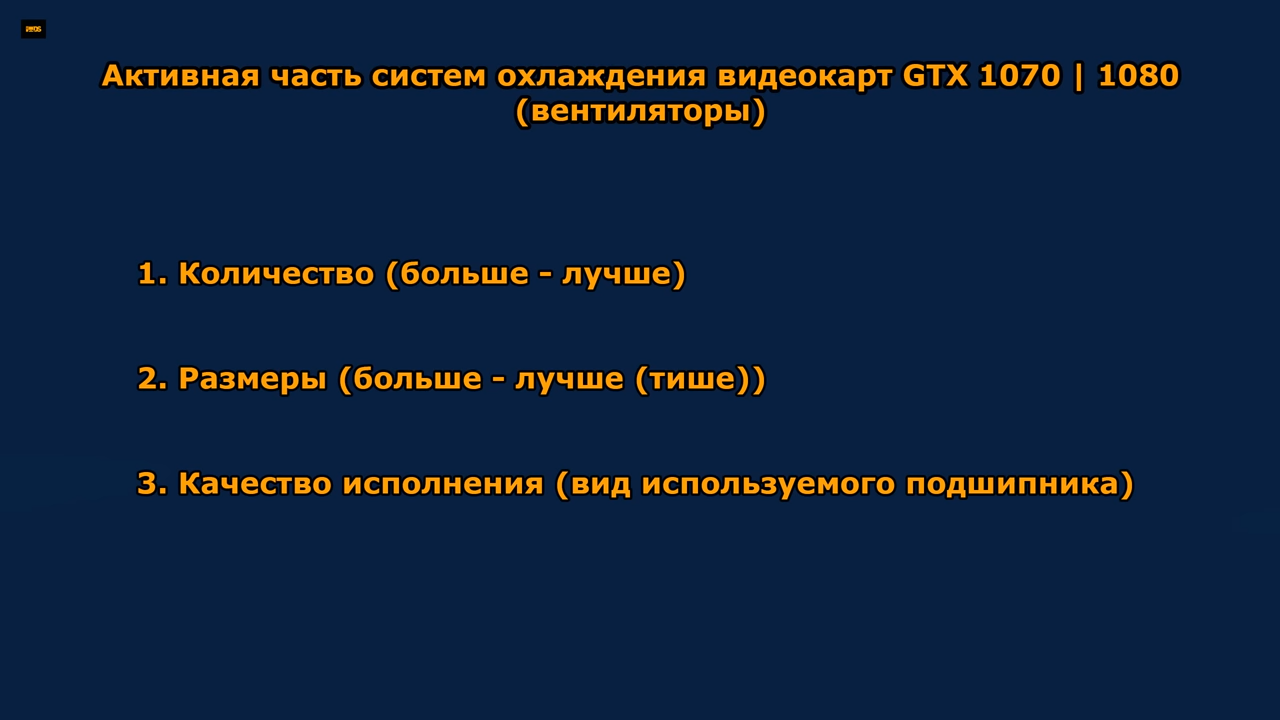 Активная часть систем охлаждения видеокарт GTX 1070 | 1080
(вентиляторы)
1. Количество (больше - лучше)
2. Размеры (больше - лучше (тише))
3. Качество исполнения (вид используемого подшипника)